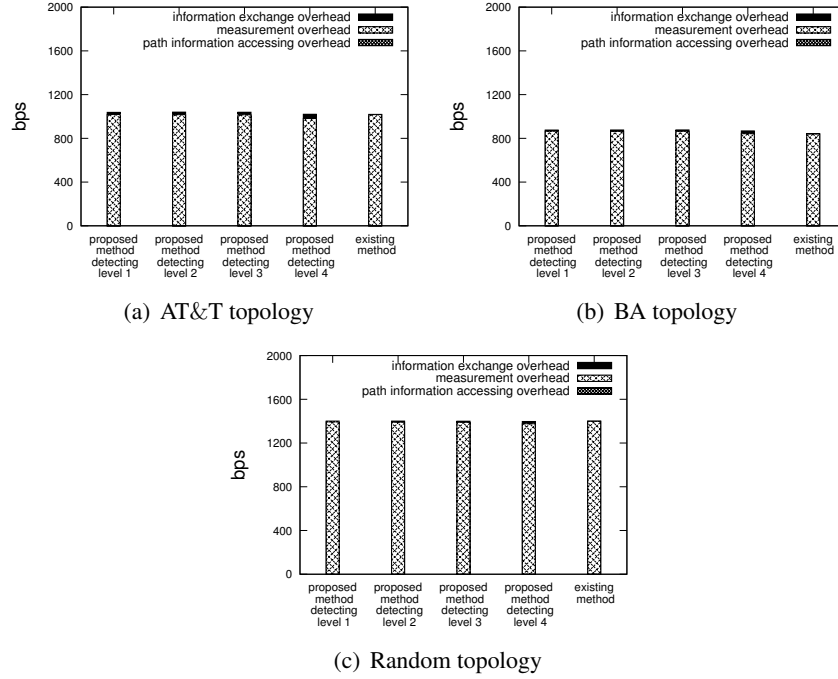 2000
1600
1200
800
400
0
bps
information exchange overhead
measurement overhead
path information accessing overhead
proposed method detecting level 1
proposed method detecting level 2
proposed method detecting level 3
proposed method detecting level 4
existing method
(a) AT&T topology
2000
1600
1200
800
400
0
bps
information exchange overhead
measurement overhead
path information accessing overhead
proposed method detecting level 1
proposed method detecting level 2
proposed method detecting level 3
proposed method detecting level 4
existing method
(b) BA topology
2000
1600
1200
800
400
0
bps
information exchange overhead
measurement overhead
path information accessing overhead
proposed method detecting level 1
proposed method detecting level 2
proposed method detecting level 3
proposed method detecting level 4
existing method
(c) Random topology